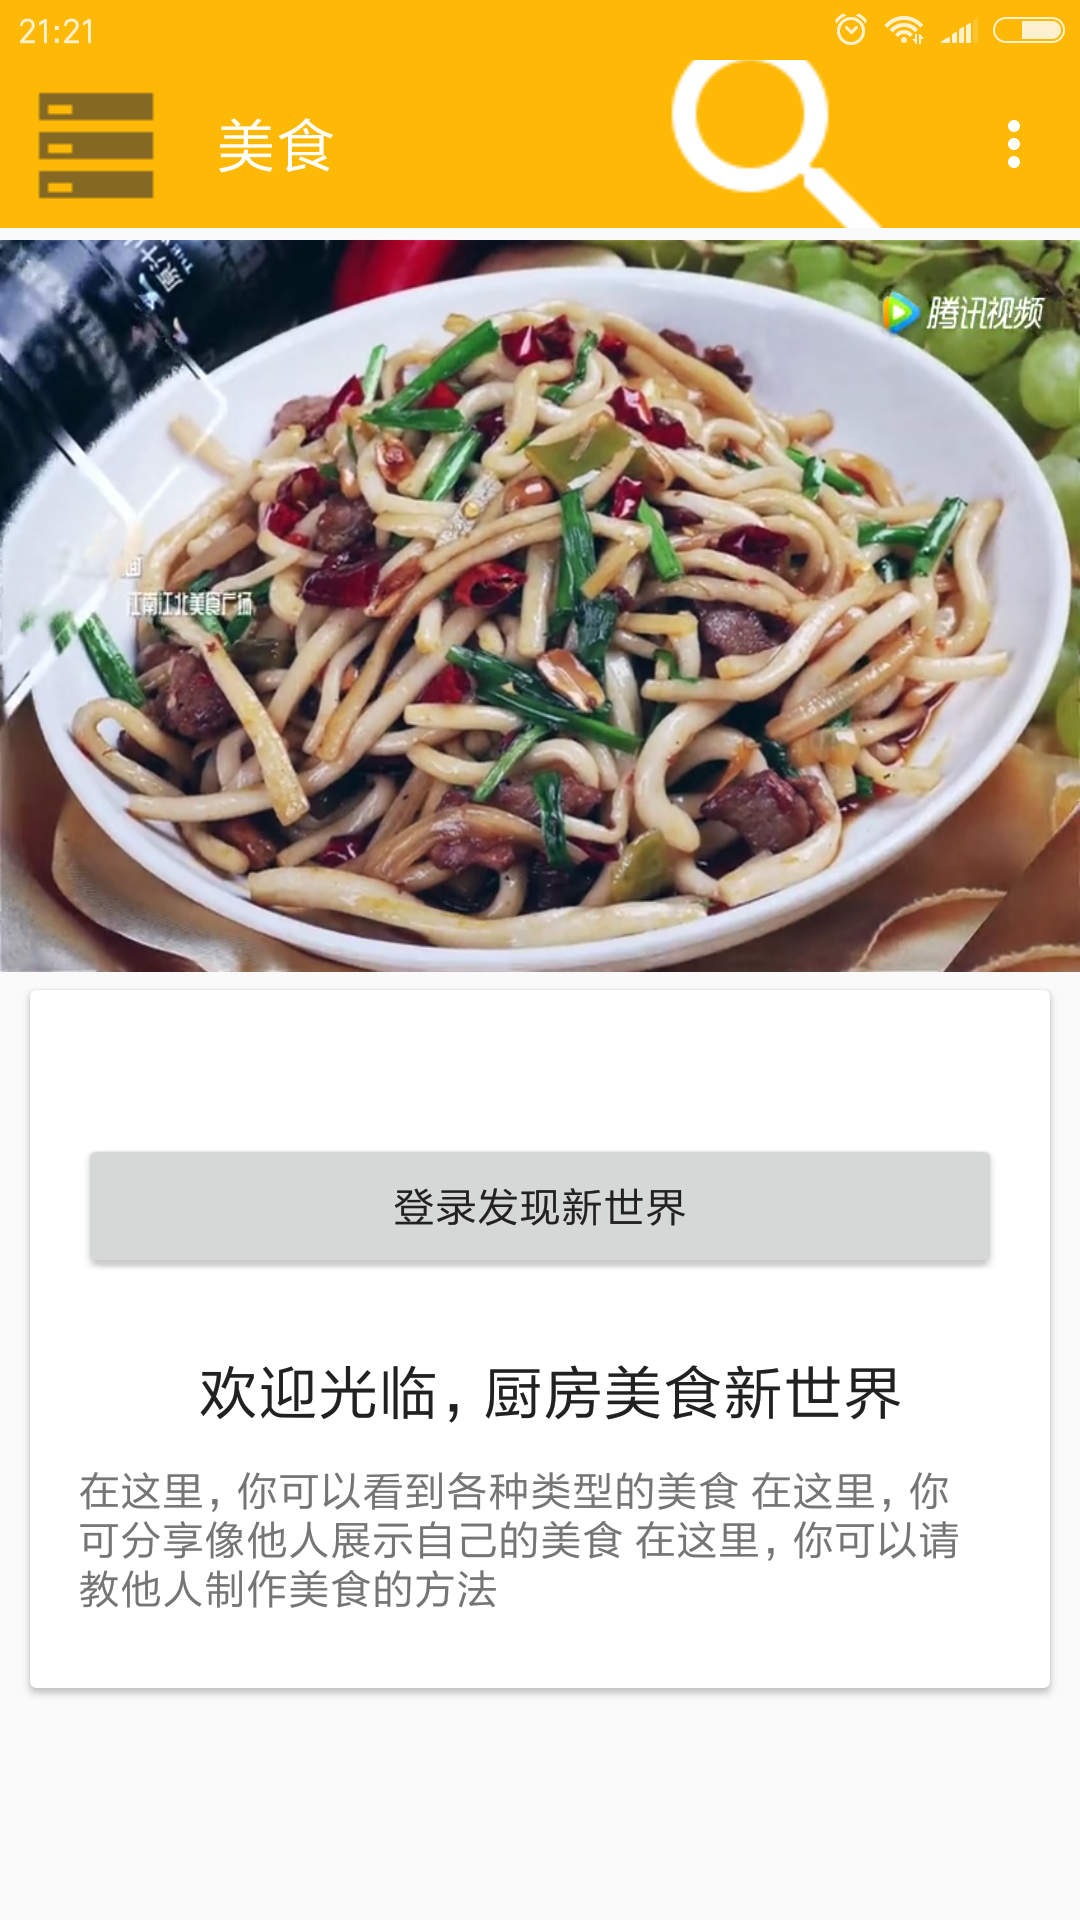 21:21
美食
原汁
腾讯视频
江南江北美食广场
登录发现新世界
欢迎光临，厨房美食新世界
在这里，你可以看到各种类型的美食 在这里，你
可分享像他人展示自己的美食 在这里，你可以请
教他人制作美食的方法